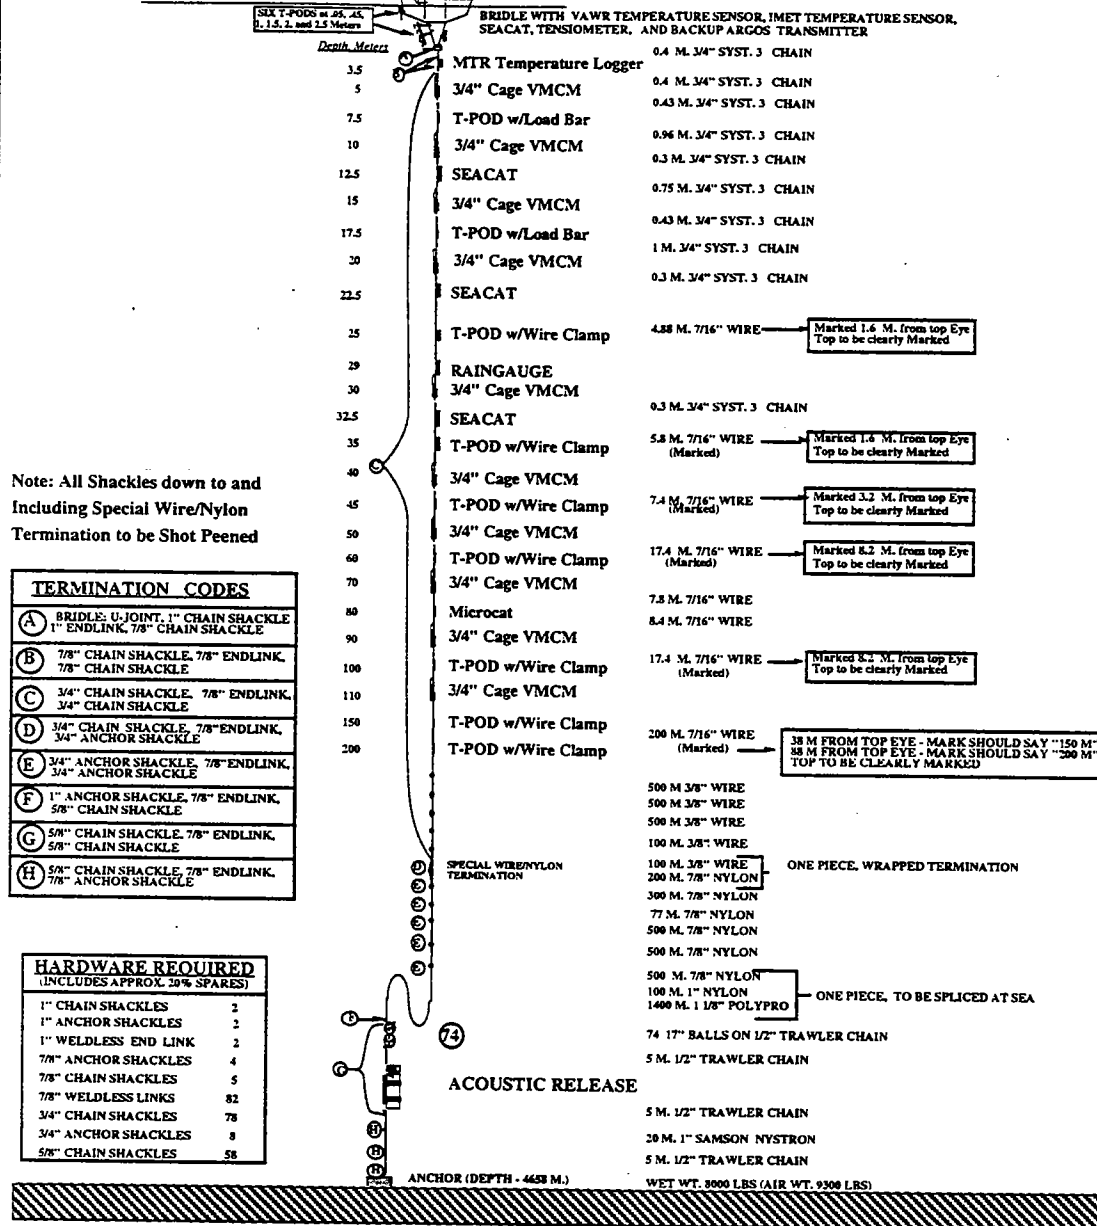 SIX T-PODS at .05, .45,
1.5, 2, and 2.5 Meters
BRIDLE WITH VAWR TEMPERATURE SENSOR, IMET TEMPERATURE SENSOR,
SEACAT, TENSIOMETER, AND BACKUP ARGOS TRANSMITTER
Depth, Meters
0.4 M. 3/4" SYST. 3 CHAIN
A
3.5 MTR Temperature Logger
B
0.4 M. 3/4" SYST. 3 CHAIN
5 3/4" Cage VMCM
0.43 M. 3/4" SYST. 3 CHAIN
7.5 T-POD w/Load Bar
0.96 M. 3/4" SYST. 3 CHAIN
10 3/4" Cage VMCM
0.3 M. 3/4" SYST. 3 CHAIN
12.5 SEACAT
0.75 M. 3/4" SYST. 3 CHAIN
15 3/4" Cage VMCM
0.43 M. 3/4" SYST. 3 CHAIN
17.5 T-POD w/Load Bar
1 M. 3/4" SYST. 3 CHAIN
20 3/4" Cage VMCM
0.3 M. 3/4" SYST. 3 CHAIN
22.5 SEACAT
25 T-POD w/Wire Clamp 4.88 M. 7/16" WIRE
Marked 1.6 M. from top Eye
Top to be clearly Marked
29 RAINGAUGE
30 3/4" Cage VMCM
0.3 M. 3/4" SYST. 3 CHAIN
32.5 SEACAT
35 T-POD w/Wire Clamp 5.8 M. 7/16" WIRE
(Marked)
Marked 1.6 M. from top Eye
Top to be clearly Marked
C
40 3/4" Cage VMCM
45 T-POD w/Wire Clamp 7.4 M. 7/16" WIRE
(Marked)
Marked 3.2 M. from top Eye
Top to be clearly Marked
50 3/4" Cage VMCM
60 T-POD w/Wire Clamp 17.4 M. 7/16" WIRE
(Marked)
Marked 8.2 M. from top Eye
Top to be clearly Marked
70 3/4" Cage VMCM
7.8 M. 7/16" WIRE
80 Microcat
8.4 M. 7/16" WIRE
90 3/4" Cage VMCM
100 T-POD w/Wire Clamp 17.4 M. 7/16" WIRE
(Marked)
Marked 8.2 M. from top Eye
Top to be clearly Marked
110 3/4" Cage VMCM
150 T-POD w/Wire Clamp
200 M. 7/16" WIRE
(Marked)
38 M FROM TOP EYE - MARK SHOULD SAY "150 M"
88 M FROM TOP EYE - MARK SHOULD SAY "200 M"
TOP TO BE CLEARLY MARKED
200 T-POD w/Wire Clamp
500 M 3/8" WIRE
500 M 3/8" WIRE
500 M 3/8" WIRE
100 M. 3/8" WIRE
D
SPECIAL WIRE/NYLON
TERMINATION
100 M. 3/8" WIRE
200 M. 7/8" NYLON
ONE PIECE, WRAPPED TERMINATION
E
300 M. 7/8" NYLON
E
77 M. 7/8" NYLON
E
500 M. 7/8" NYLON
E
500 M. 7/8" NYLON
E
500 M. 7/8" NYLON
100 M. 1" NYLON
1400 M. 1 1/8" POLYPRO
ONE PIECE, TO BE SPLICED AT SEA
F
74
74 17" BALLS ON 1/2" TRAWLER CHAIN
5 M. 1/2" TRAWLER CHAIN
G
ACOUSTIC RELEASE
5 M. 1/2" TRAWLER CHAIN
H
20 M. 1" SAMSON NYSTRON
H
5 M. 1/2" TRAWLER CHAIN
H
ANCHOR (DEPTH - 4658 M.)
WET WT. 8000 LBS (AIR WT. 9300 LBS)
Note: All Shackles down to and
Including Special Wire/Nylon
Termination to be Shot Peened
TERMINATION CODES
A BRIDLE: U-JOINT, 1" CHAIN SHACKLE
1" ENDLINK, 7/8" CHAIN SHACKLE
B 7/8" CHAIN SHACKLE, 7/8" ENDLINK,
7/8" CHAIN SHACKLE
C 3/4" CHAIN SHACKLE, 7/8" ENDLINK,
3/4" CHAIN SHACKLE
D 3/4" CHAIN SHACKLE, 7/8"ENDLINK,
3/4" ANCHOR SHACKLE
E 3/4" ANCHOR SHACKLE, 7/8"ENDLINK,
3/4" ANCHOR SHACKLE
F 1" ANCHOR SHACKLE, 7/8" ENDLINK,
5/8" CHAIN SHACKLE
G 5/8" CHAIN SHACKLE, 7/8" ENDLINK,
5/8" CHAIN SHACKLE
H 5/8" CHAIN SHACKLE, 7/8" ENDLINK,
7/8" ANCHOR SHACKLE
HARDWARE REQUIRED
(INCLUDES APPROX. 20% SPARES)
1" CHAIN SHACKLES 2
1" ANCHOR SHACKLES 2
1" WELDLESS END LINK 2
7/8" ANCHOR SHACKLES 4
7/8" CHAIN SHACKLES 5
7/8" WELDLESS LINKS 82
3/4" CHAIN SHACKLES 78
3/4" ANCHOR SHACKLES 8
5/8" CHAIN SHACKLES 58